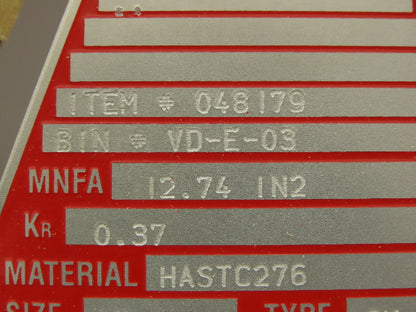 ITEM # 048179
BIN # VD-E-03
MNFA 12.74 IN2
KR 0.37
MATERIAL HASTC276
SIZE TYPE